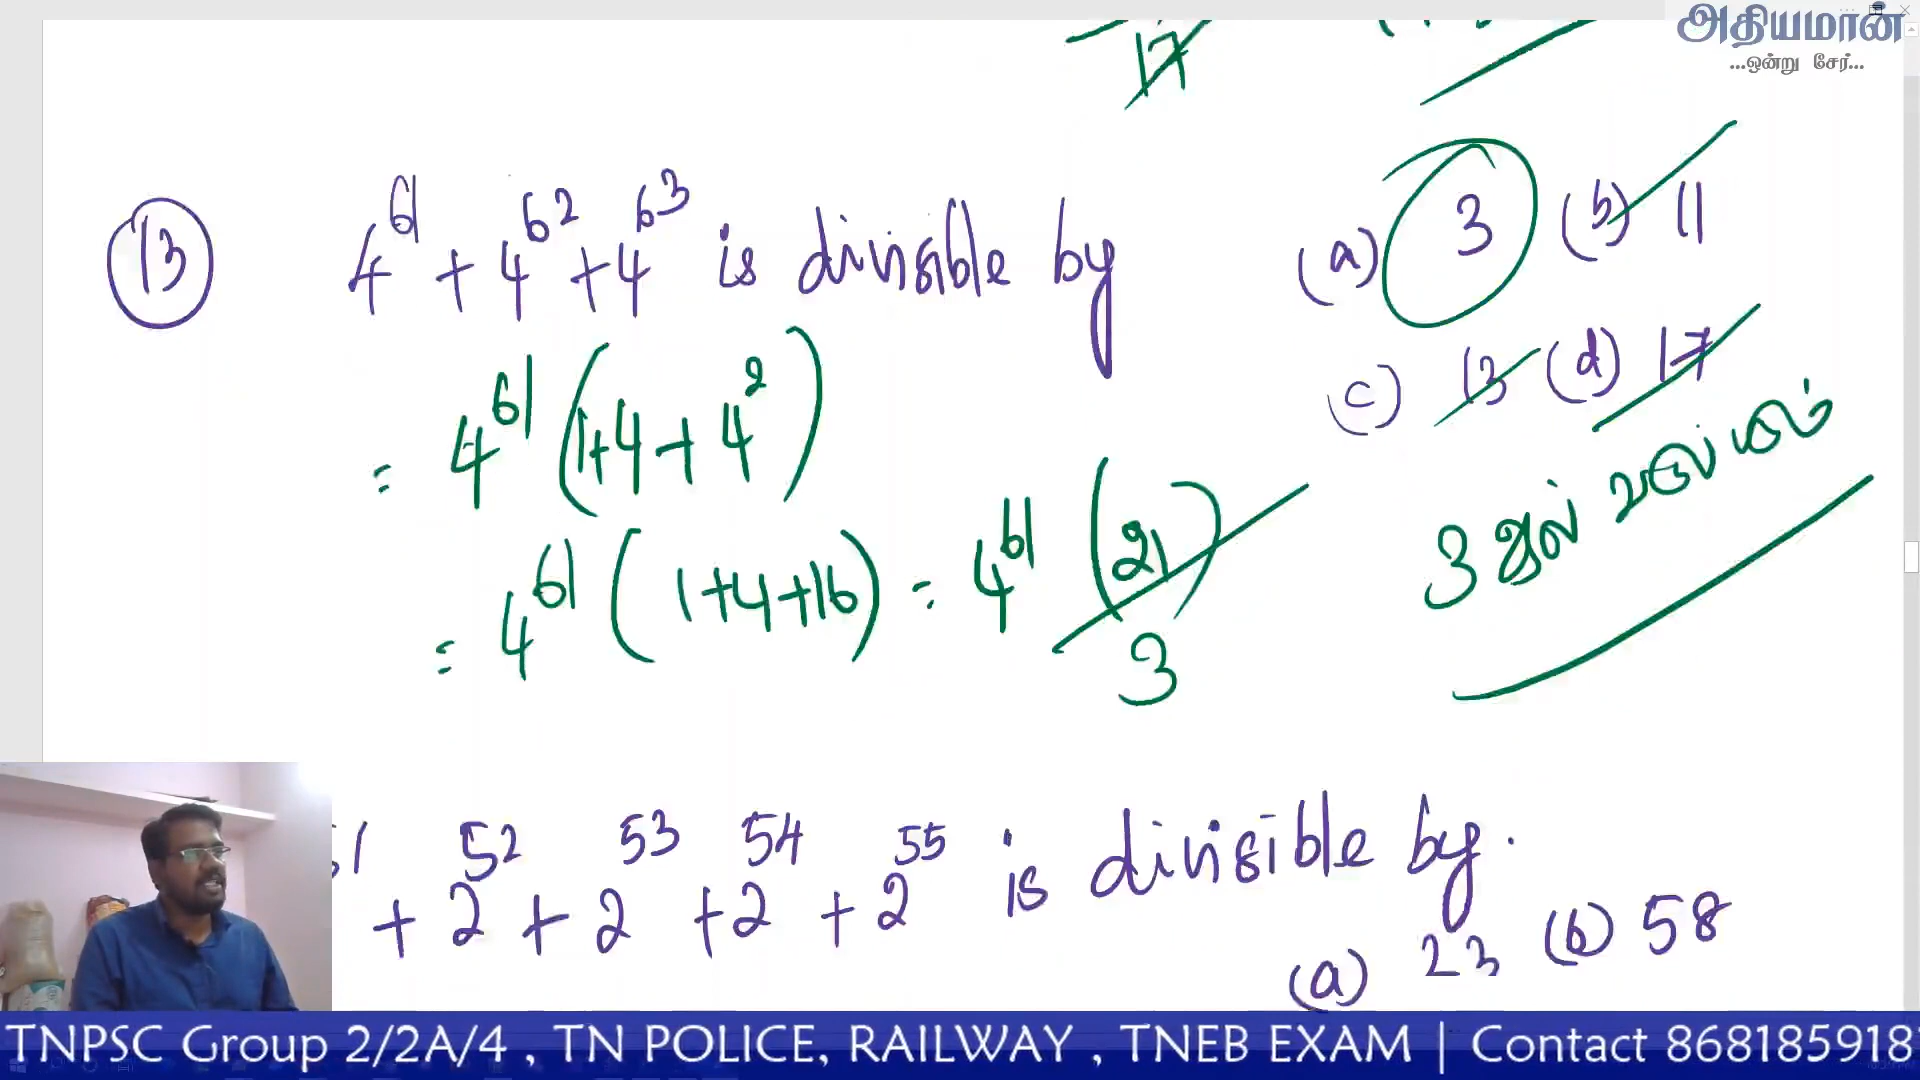 அதியமான்
...ஒன்று சேர்...
17
13 4^61 + 4^62 + 4^63 is divisible by (a) 3 (b) 11
(c) 13 (d) 17
= 4^61 (1+4+4^2)
= 4^61 (1+4+16) = 4^61 (21)
3
3 ஆல் வகுபடும்
51 + 2^52 + 2^53 + 2^54 + 2^55 is divisible by.
(a) 23 (b) 58
TNPSC Group 2/2A/4 , TN POLICE, RAILWAY , TNEB EXAM | Contact 868185918